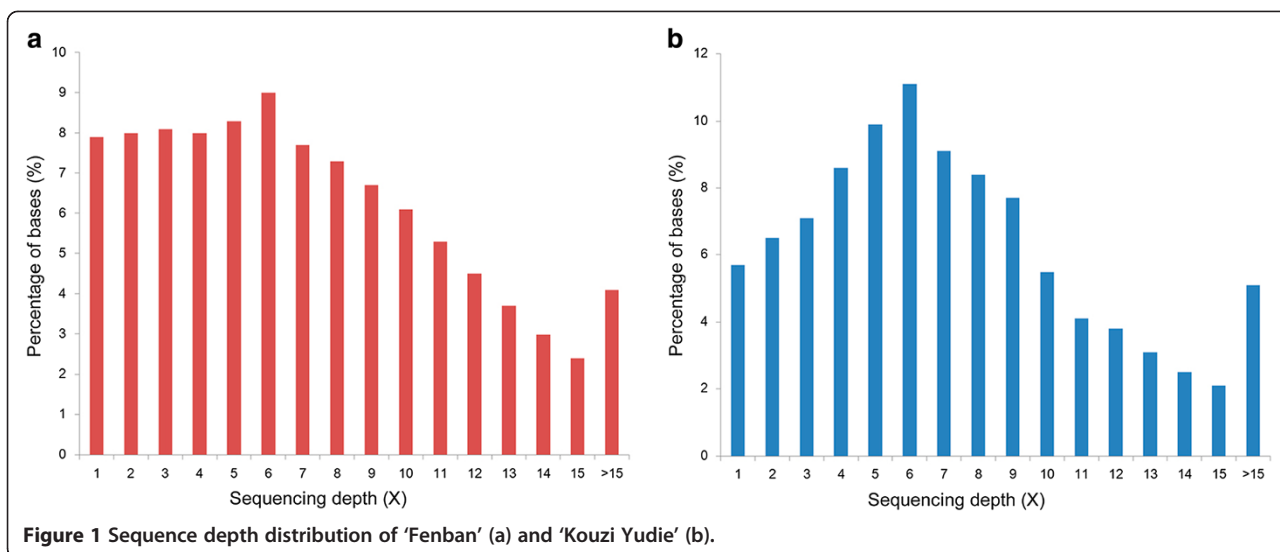 a
10
9
8
7
6
5
4
3
2
1
0
Percentage of bases (%)
1 2 3 4 5 6 7 8 9 10 11 12 13 14 15 >15
Sequencing depth (X)
b
12
10
8
6
4
2
0
Percentage of bases (%)
1 2 3 4 5 6 7 8 9 10 11 12 13 14 15 >15
Sequencing depth (X)
Figure 1 Sequence depth distribution of ‘Fenban’ (a) and ‘Kouzi Yudie’ (b).